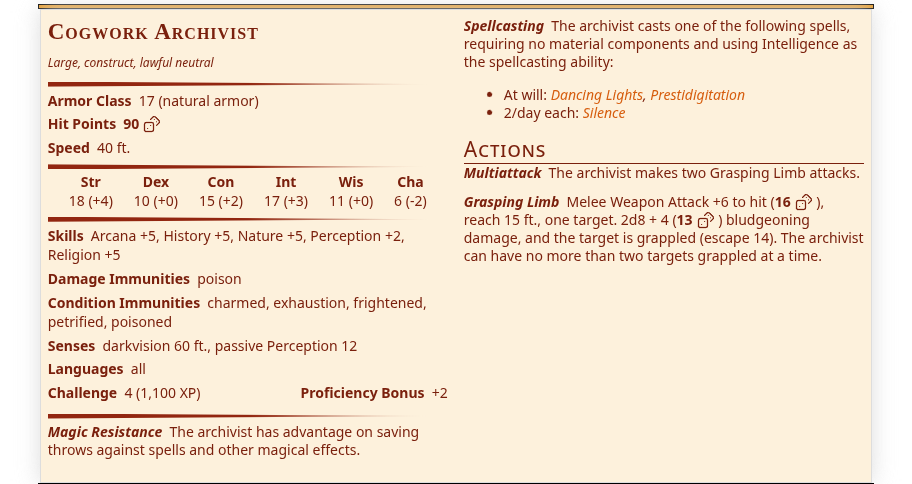 Cogwork Archivist
Large, construct, lawful neutral
Armor Class 17 (natural armor)
Hit Points 90
Speed 40 ft.
Str Dex Con Int Wis Cha
18 (+4) 10 (+0) 15 (+2) 17 (+3) 11 (+0) 6 (-2)
Skills Arcana +5, History +5, Nature +5, Perception +2,
Religion +5
Damage Immunities poison
Condition Immunities charmed, exhaustion, frightened,
petrified, poisoned
Senses darkvision 60 ft., passive Perception 12
Languages all
Challenge 4 (1,100 XP) Proficiency Bonus +2
Magic Resistance The archivist has advantage on saving
throws against spells and other magical effects.
Spellcasting The archivist casts one of the following spells,
requiring no material components and using Intelligence as
the spellcasting ability:
• At will: Dancing Lights, Prestidigitation
• 2/day each: Silence
Actions
Multiattack The archivist makes two Grasping Limb attacks.
Grasping Limb Melee Weapon Attack +6 to hit (16 ),
reach 15 ft., one target. 2d8 + 4 (13 ) bludgeoning
damage, and the target is grappled (escape 14). The archivist
can have no more than two targets grappled at a time.